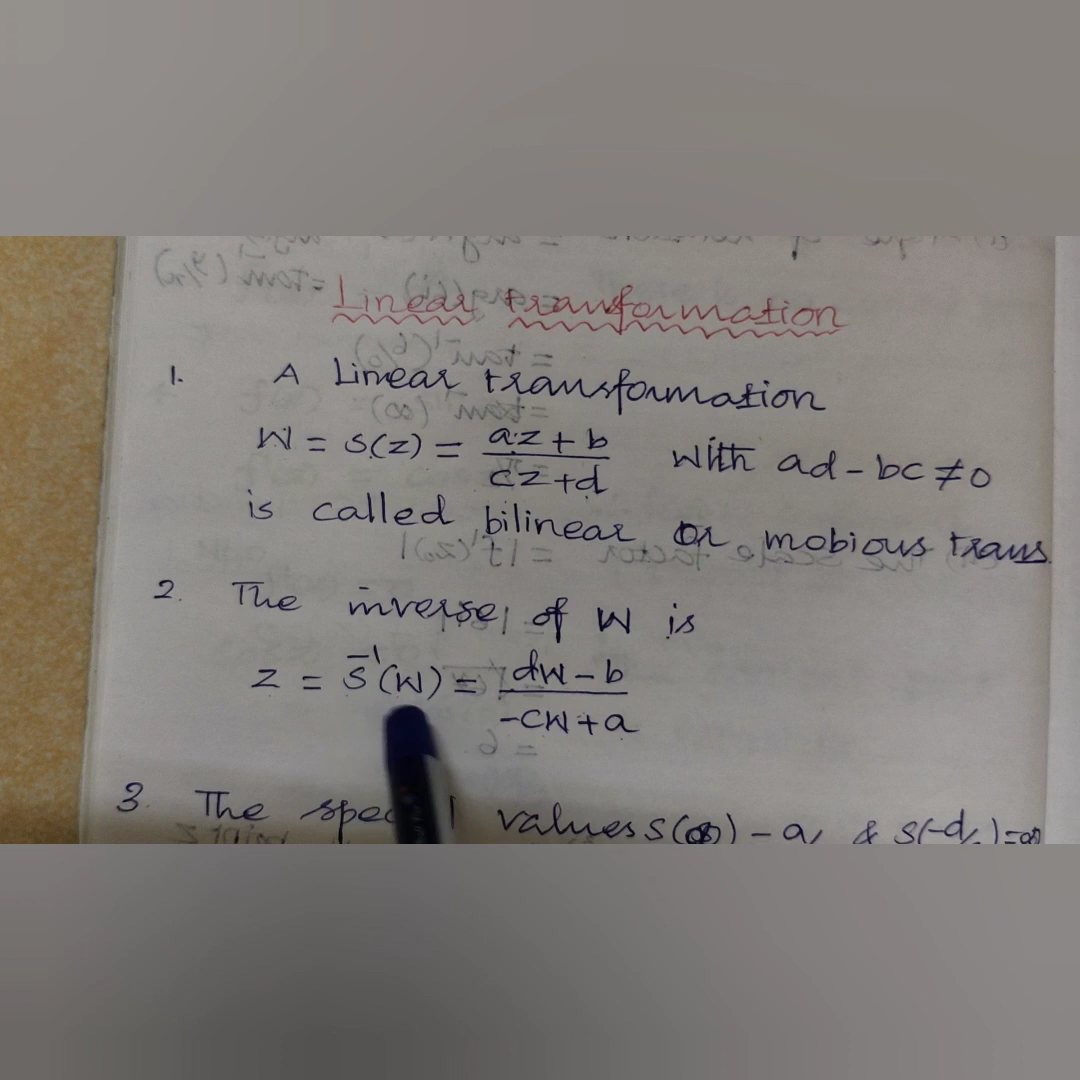 Linear transformation
1. A Linear transformation
W = S(z) = az + b / cz + d with ad - bc ≠ 0
is called bilinear or mobious trans
2. The inverse of W is
z = S⁻¹(W) = dW - b / -cW + a
3. The values S(∞) - a & S(-d/c) = ∞